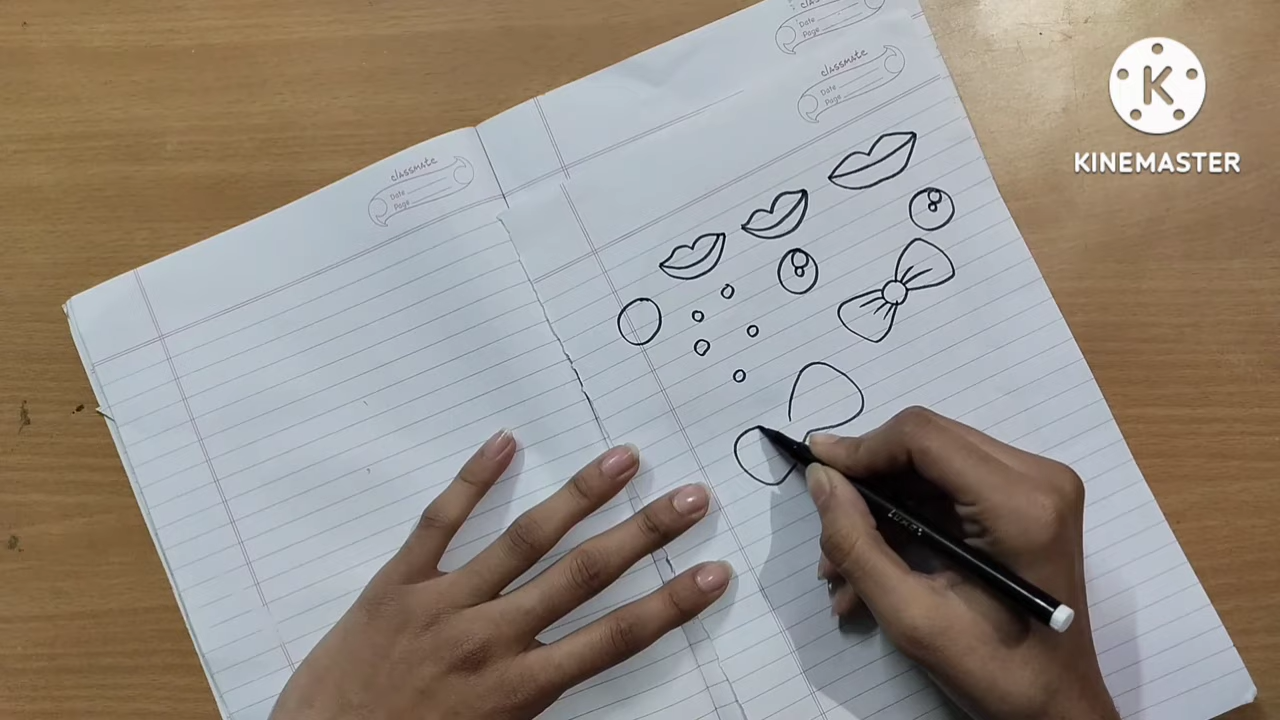 classmate
Date
Page
classmate
Date
Page
classmate
Date
Page
K
KINEMASTER